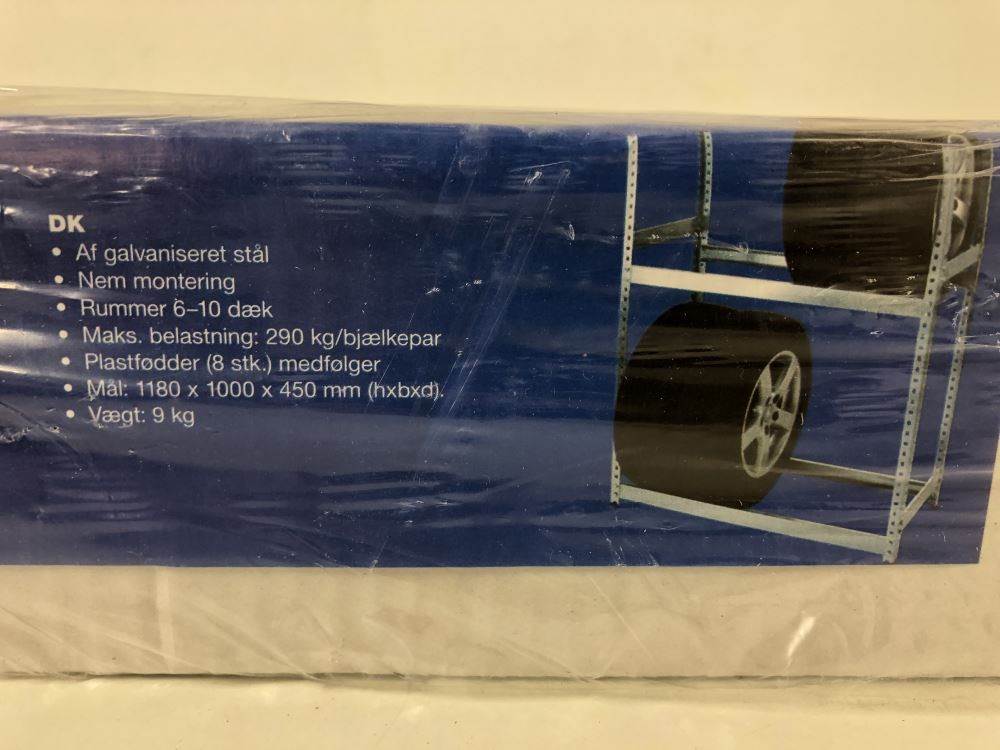 DK
• Af galvaniseret stål
• Nem montering
• Rummer 6–10 dæk
• Maks. belastning: 290 kg/bjælkepar
• Plastfødder (8 stk.) medfølger
• Mål: 1180 x 1000 x 450 mm (hxbxd).
• Vægt: 9 kg